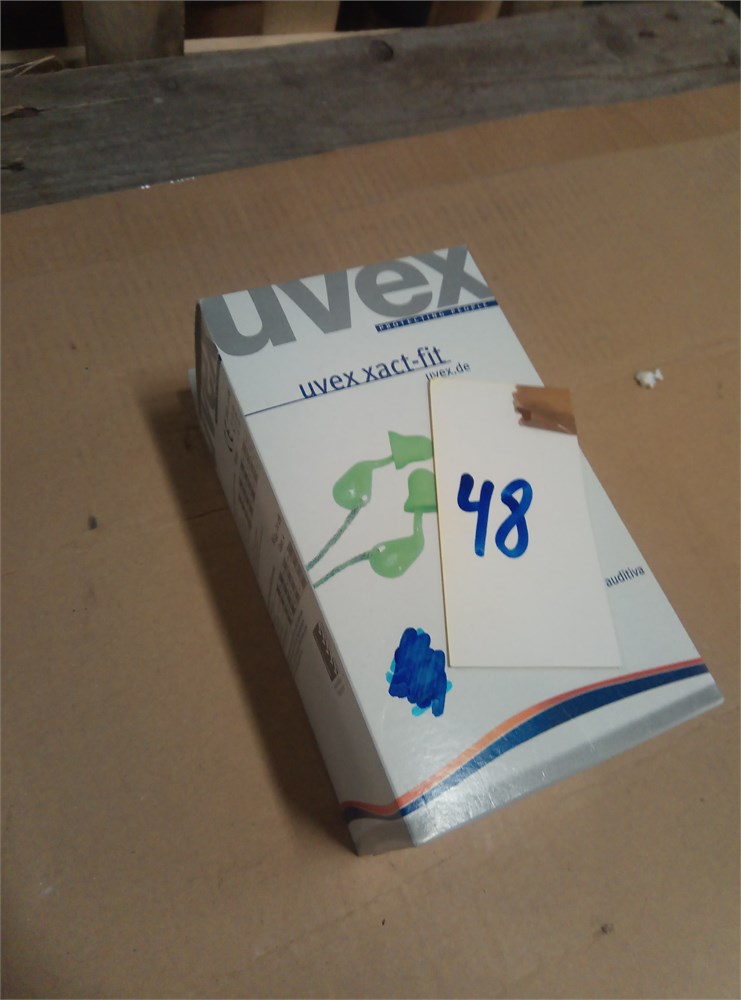 uvex
PROTECTING PEOPLE
uvex xact-fit
uvex.de
48
auditiva